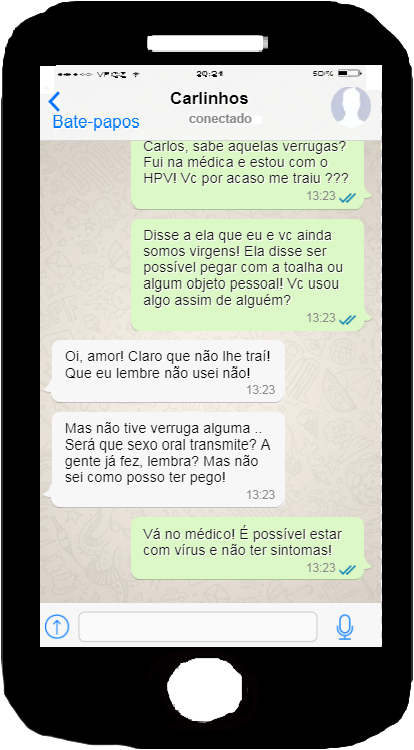 20:21
50%
Carlinhos
Bate-papos
conectado
Carlos, sabe aquelas verrugas?
Fui na médica e estou com o
HPV! Vc por acaso me traiu ???
13:23
Disse a ela que eu e vc ainda
somos virgens! Ela disse ser
possível pegar com a toalha ou
algum objeto pessoal! Vc usou
algo assim de alguém?
13:23
Oi, amor! Claro que não lhe traí!
Que eu lembre não usei não!
13:23
Mas não tive verruga alguma ..
Será que sexo oral transmite? A
gente já fez, lembra? Mas não
sei como posso ter pego!
13:23
Vá no médico! É possível estar
com vírus e não ter sintomas!
13:23